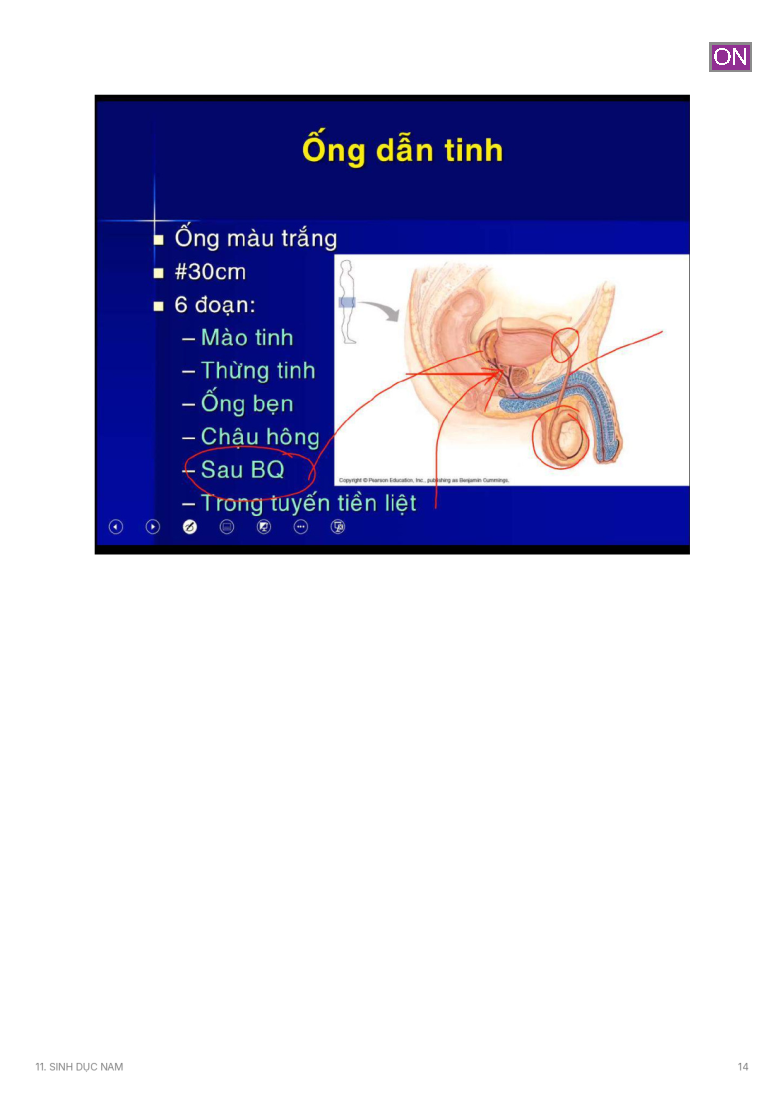 ON
Ống dẫn tinh
Ống màu trắng
#30cm
6 đoạn:
– Mào tinh
– Thừng tinh
– Ống bẹn
– Chậu hông
– Sau BQ
– Trong tuyến tiền liệt
Copyright © Pearson Education, Inc., publishing as Benjamin Cummings.
11. SINH DỤC NAM
14